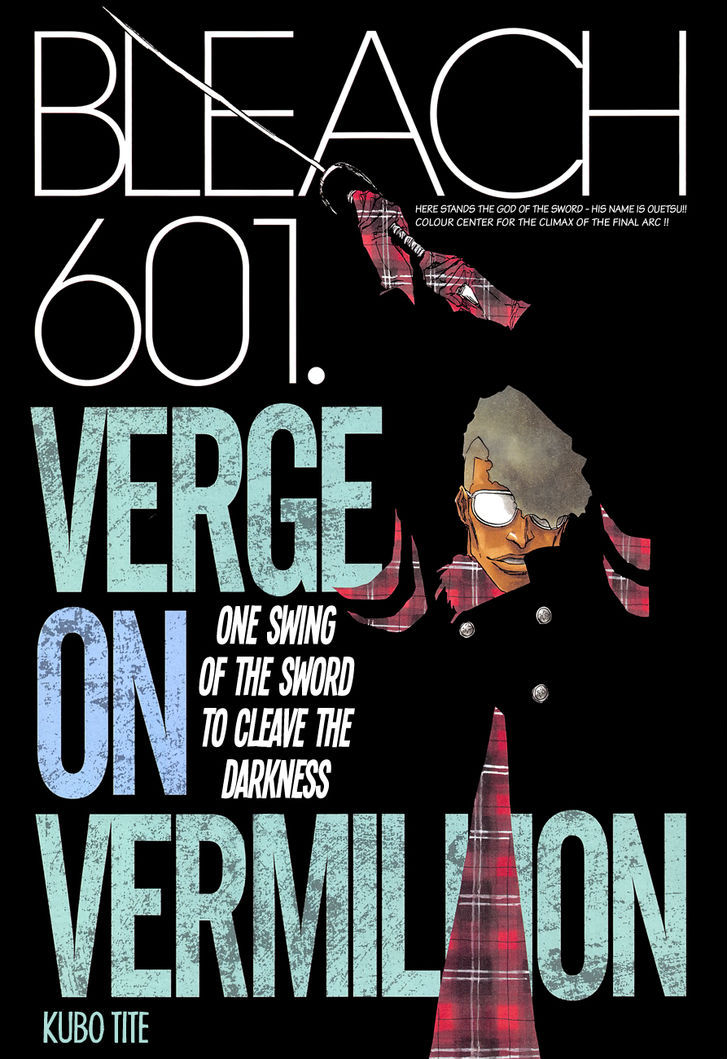 BLEACH
HERE STANDS THE GOD OF THE SWORD - HIS NAME IS OUETSU!!
COLOUR CENTER FOR THE CLIMAX OF THE FINAL ARC !!
601.
VERGE
ON
ONE SWING
OF THE SWORD
TO CLEAVE THE
DARKNESS
VERMILLION
KUBO TITE